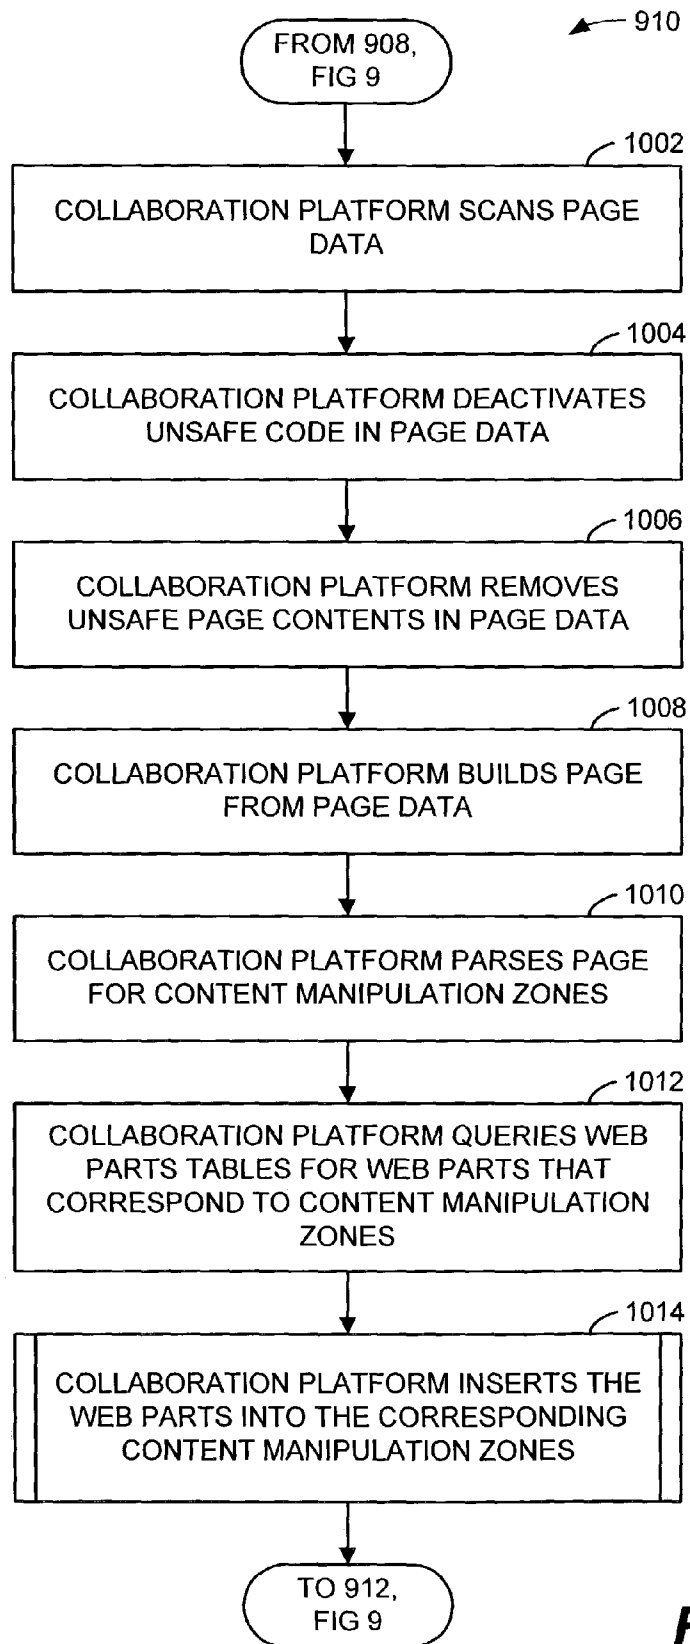 910
FROM 908,
FIG 9
1002
COLLABORATION PLATFORM SCANS PAGE
DATA
1004
COLLABORATION PLATFORM DEACTIVATES
UNSAFE CODE IN PAGE DATA
1006
COLLABORATION PLATFORM REMOVES
UNSAFE PAGE CONTENTS IN PAGE DATA
1008
COLLABORATION PLATFORM BUILDS PAGE
FROM PAGE DATA
1010
COLLABORATION PLATFORM PARSES PAGE
FOR CONTENT MANIPULATION ZONES
1012
COLLABORATION PLATFORM QUERIES WEB
PARTS TABLES FOR WEB PARTS THAT
CORRESPOND TO CONTENT MANIPULATION
ZONES
1014
COLLABORATION PLATFORM INSERTS THE
WEB PARTS INTO THE CORRESPONDING
CONTENT MANIPULATION ZONES
TO 912,
FIG 9